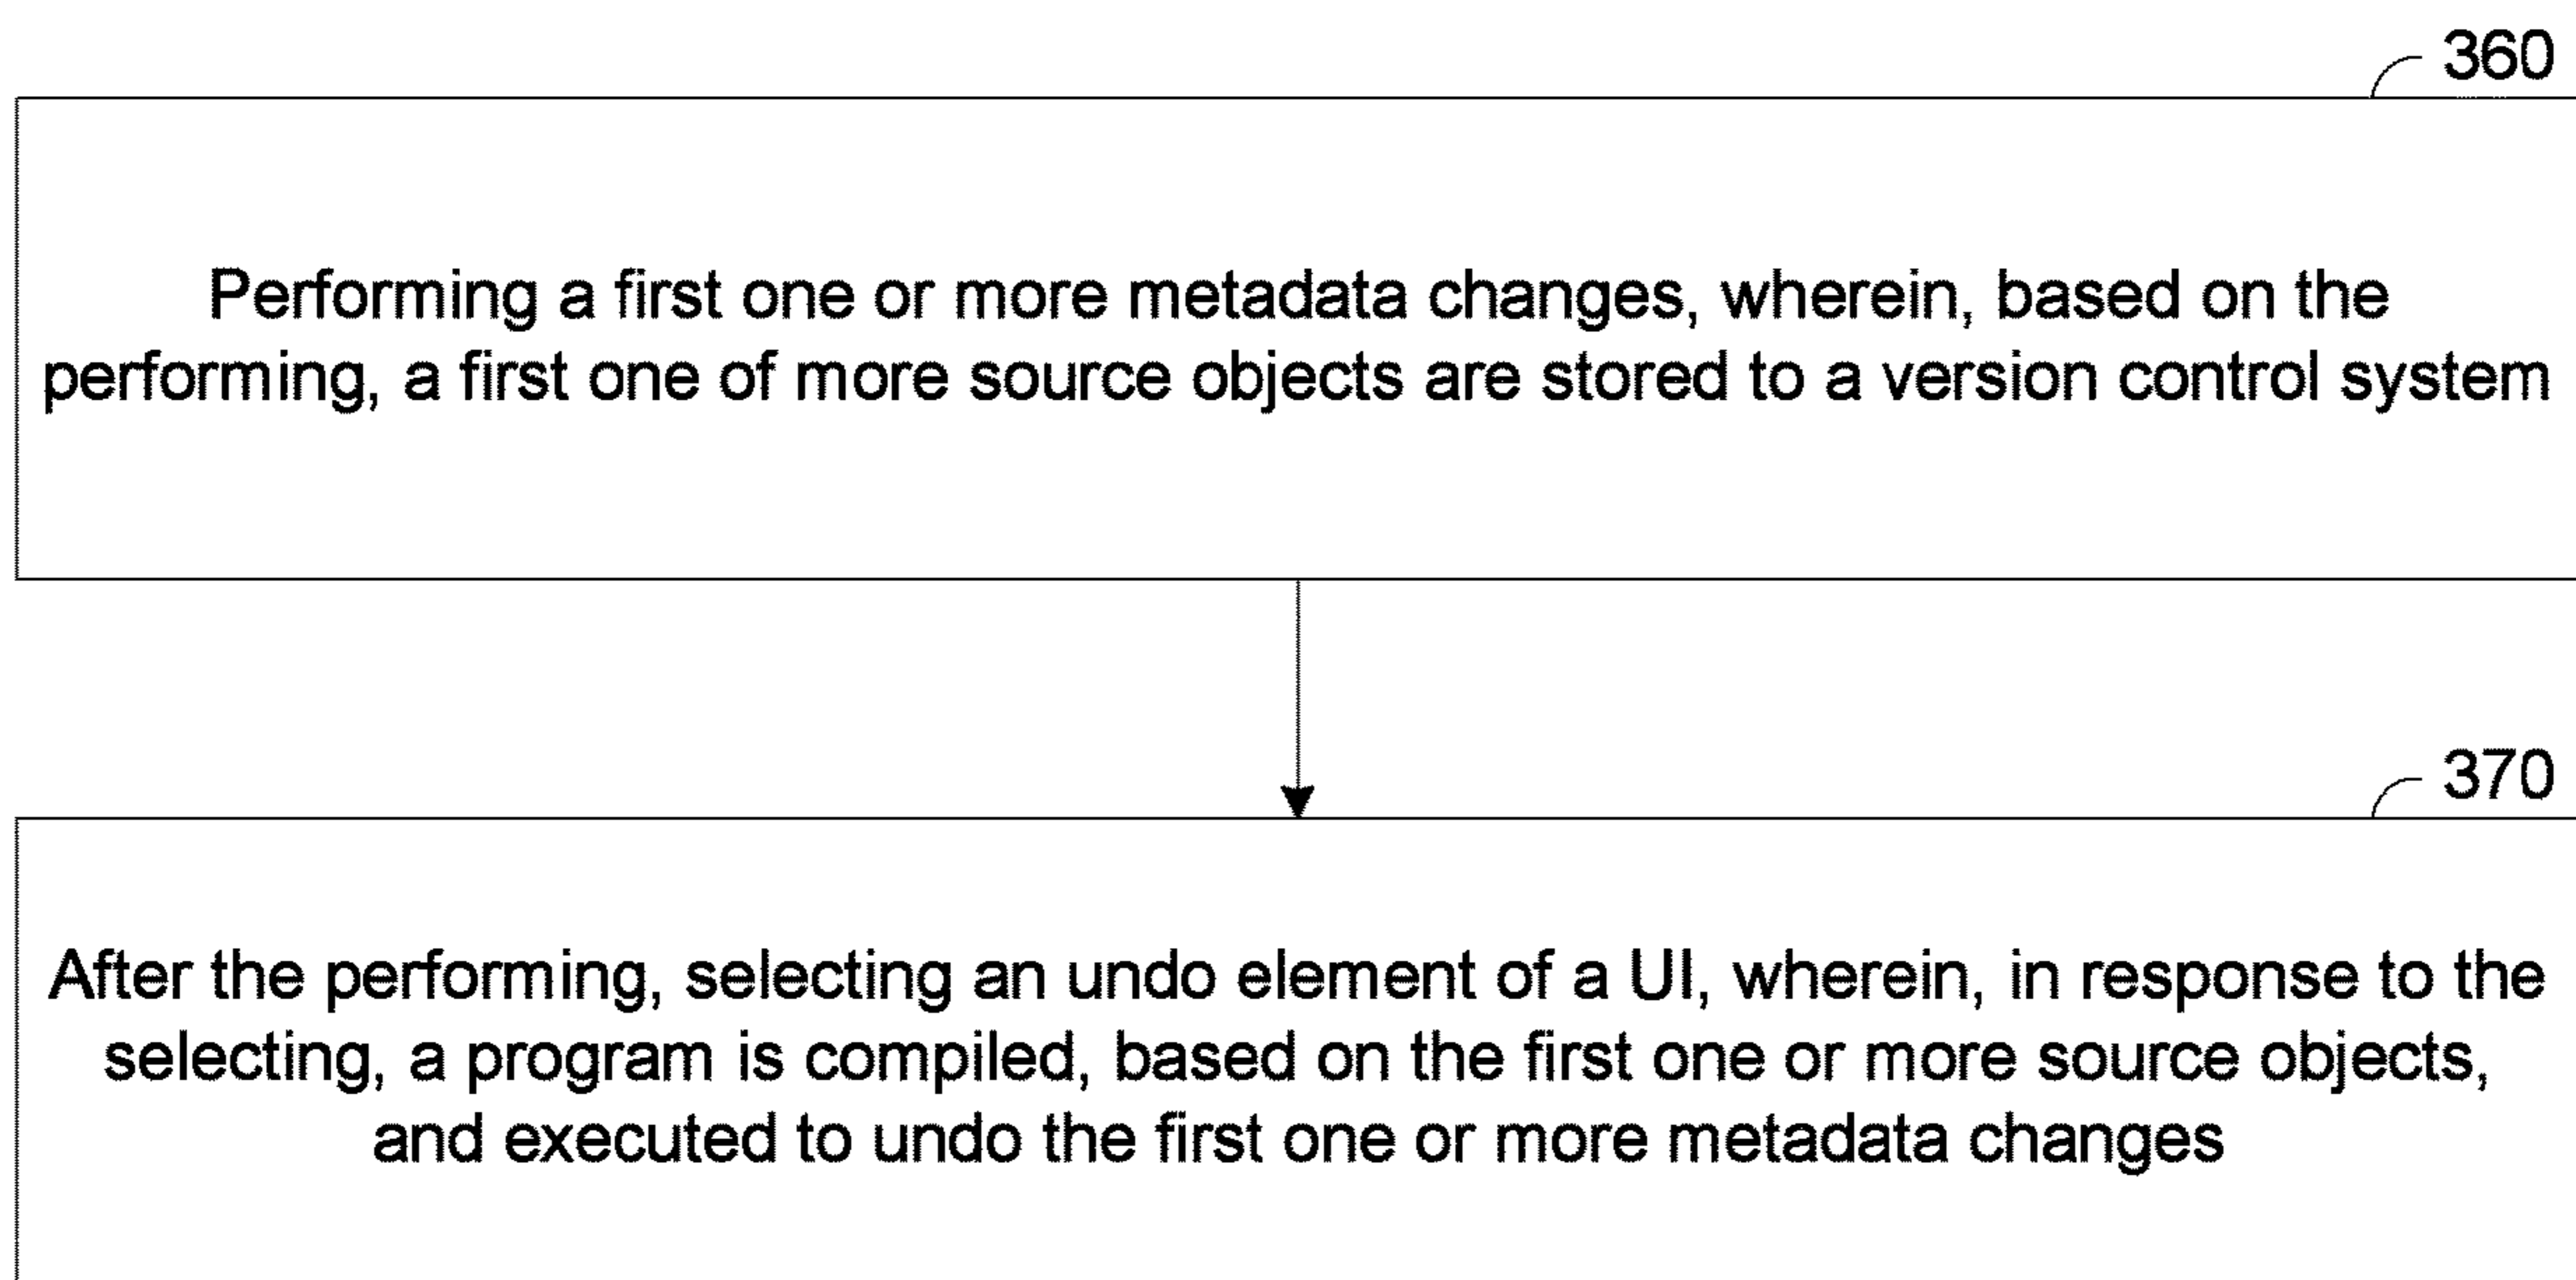 360
Performing a first one or more metadata changes, wherein, based on the
performing, a first one of more source objects are stored to a version control system
370
After the performing, selecting an undo element of a UI, wherein, in response to the
selecting, a program is compiled, based on the first one or more source objects,
and executed to undo the first one or more metadata changes